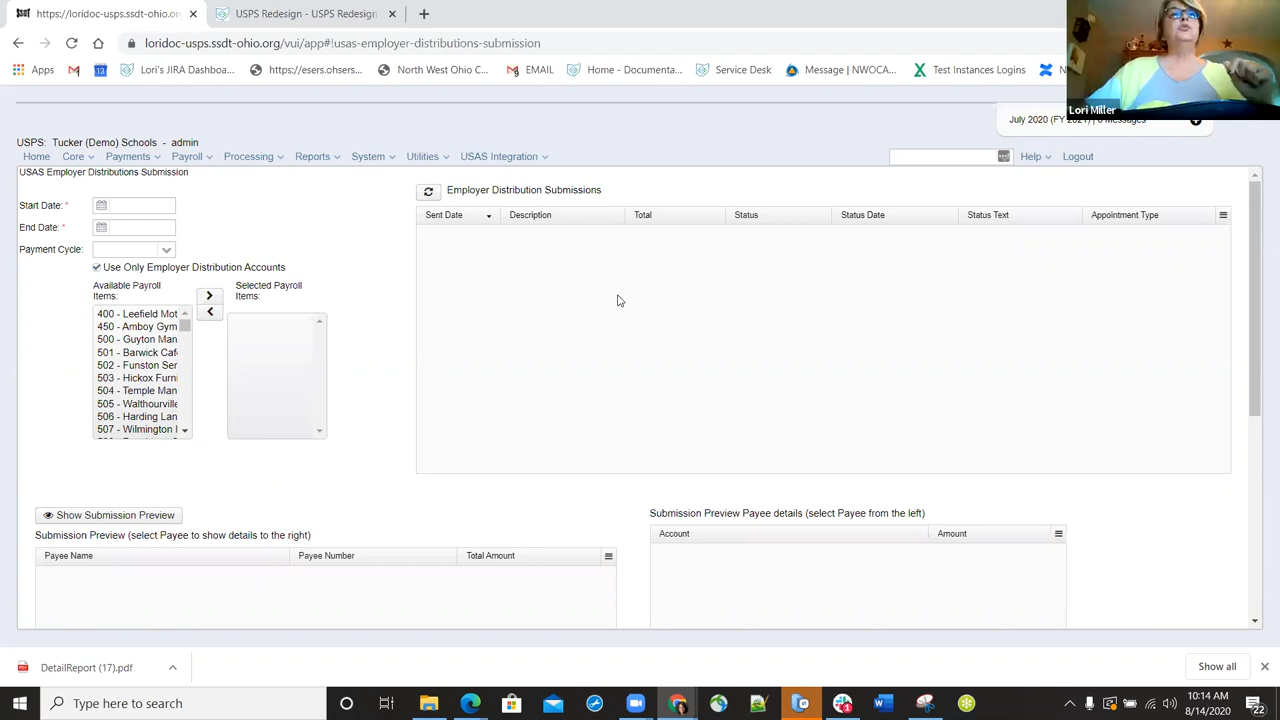 https://loridoc-usps.ssdt-ohio.org
USPS Redesign - USPS Redesign
loridoc-usps.ssdt-ohio.org/vui/app#!usas-employer-distributions-submission
Apps
Lori's JIRA Dashboa...
https://esers.ohsers...
North West Ohio C...
EMAIL
Home - Documenta...
Service Desk
Message | NWOCA...
Test Instances Logins
Lori Miller
USPS: Tucker (Demo) Schools - admin
Home
Core
Payments
Payroll
Processing
Reports
System
Utilities
USAS Integration
Help
Logout
USAS Employer Distributions Submission
Start Date: *
End Date: *
Payment Cycle:
Use Only Employer Distribution Accounts
Available Payroll Items:
Selected Payroll Items:
400 - Leefield Mot
450 - Amboy Gym
500 - Guyton Man
501 - Barwick Caf
502 - Funston Ser
503 - Hickox Furni
504 - Temple Man
505 - Walthourville
506 - Harding Lan
507 - Wilmington I
Employer Distribution Submissions
Sent Date
Description
Total
Status
Status Date
Status Text
Appointment Type
Show Submission Preview
Submission Preview (select Payee to show details to the right)
Payee Name
Payee Number
Total Amount
Submission Preview Payee details (select Payee from the left)
Account
Amount
DetailReport (17).pdf
Show all
Type here to search
10:14 AM
8/14/2020
22